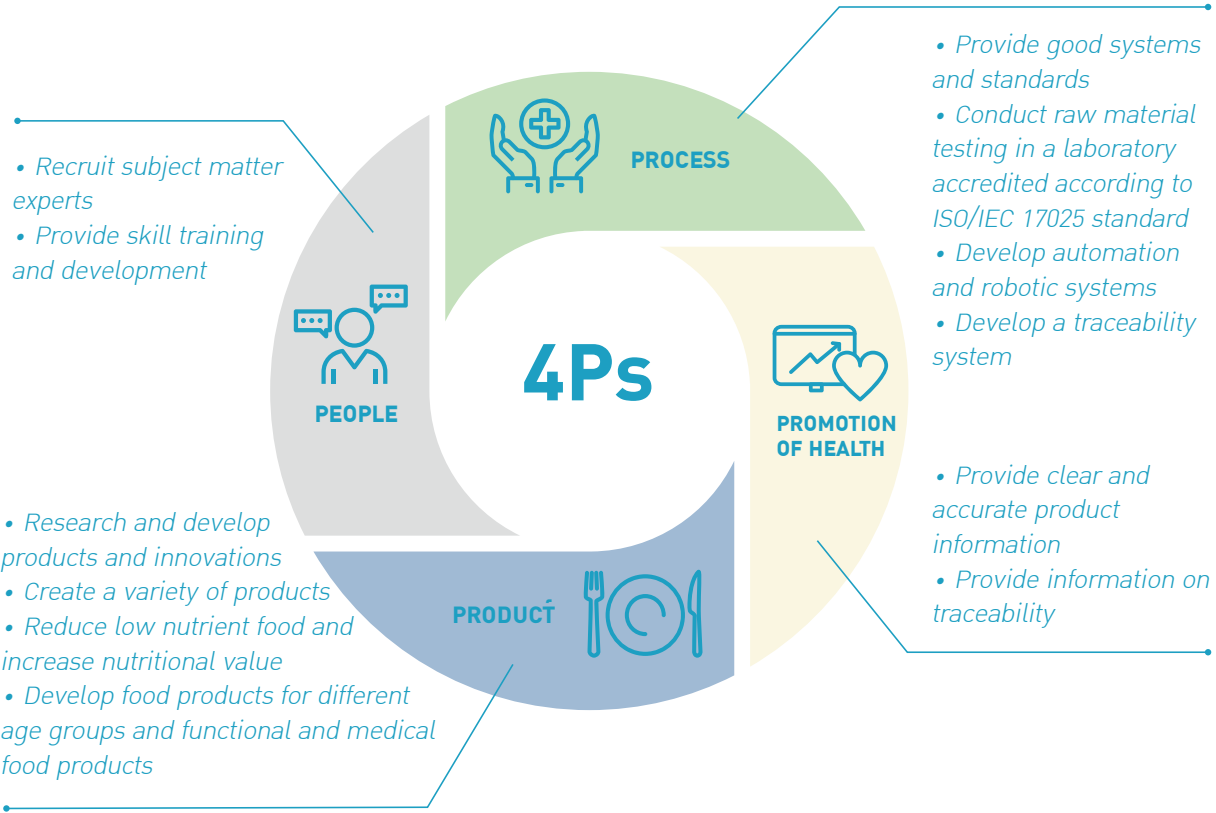 • Recruit subject matter
experts
• Provide skill training
and development
PROCESS
• Provide good systems
and standards
• Conduct raw material
testing in a laboratory
accredited according to
ISO/IEC 17025 standard
• Develop automation
and robotic systems
• Develop a traceability
system
4Ps
PEOPLE
PROMOTION
OF HEALTH
• Provide clear and
accurate product
information
• Provide information on
traceability
• Research and develop
products and innovations
• Create a variety of products
• Reduce low nutrient food and
increase nutritional value
• Develop food products for different
age groups and functional and medical
food products
PRODUCT́